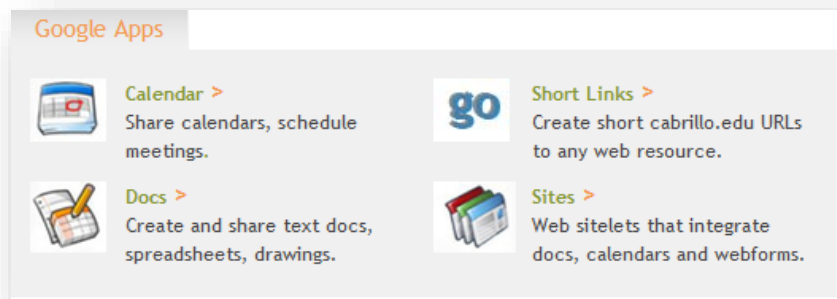 Google Apps
Calendar >
Share calendars, schedule
meetings.
go
Short Links >
Create short cabrillo.edu URLs
to any web resource.
Docs >
Create and share text docs,
spreadsheets, drawings.
Sites >
Web sitelets that integrate
docs, calendars and webforms.